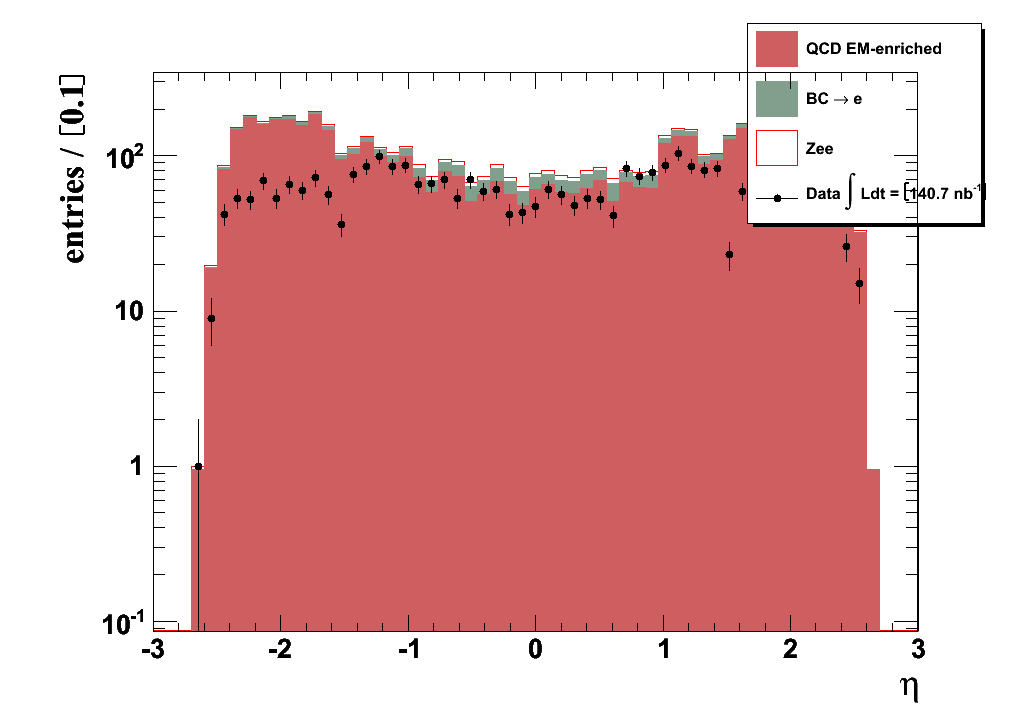 QCD EM-enriched
BC → e
Zee
Data ∫ Ldt = [140.7 nb⁻¹]
entries / [0.1]
10²
10
1
10⁻¹
-3 -2 -1 0 1 2 3
η